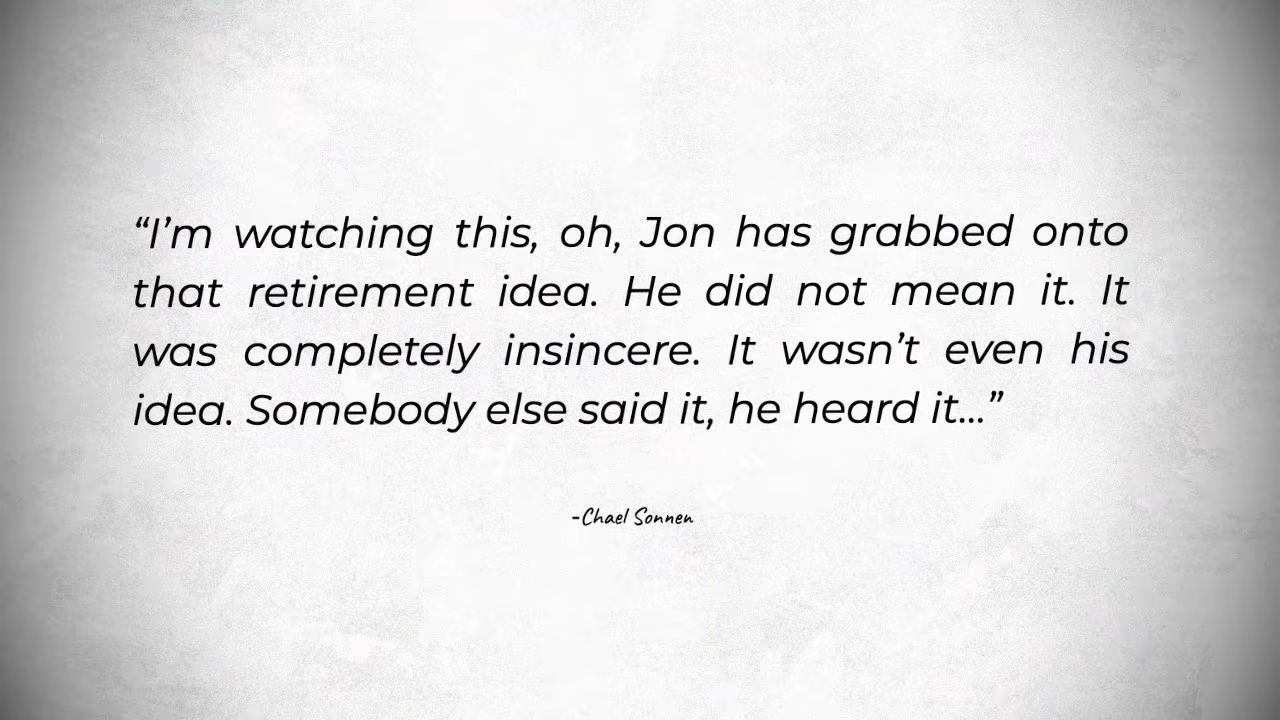 “I’m watching this, oh, Jon has grabbed onto
that retirement idea. He did not mean it. It
was completely insincere. It wasn’t even his
idea. Somebody else said it, he heard it...”
-Chael Sonnen